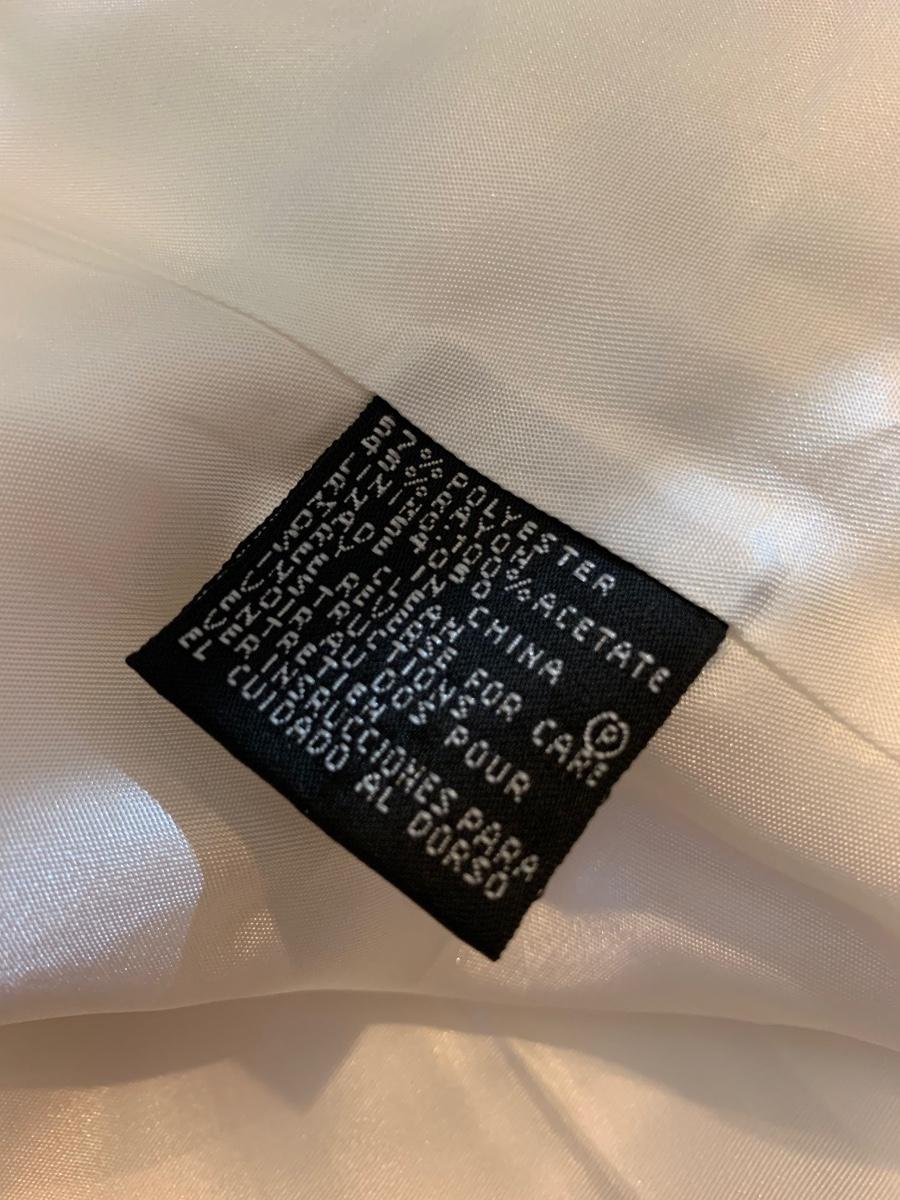 57%POLYESTER
43%RAYON
LINING:100%ACETATE
RN 54050
MADE IN CHINA
DRY CLEAN Ⓟ
SEE REVERSE FOR CARE
INSTRUCTIONS
VOIR AU DOS POUR
ENTRETIEN
VER INSRUCCIONES PARA
EL CUIDADO AL DORSO